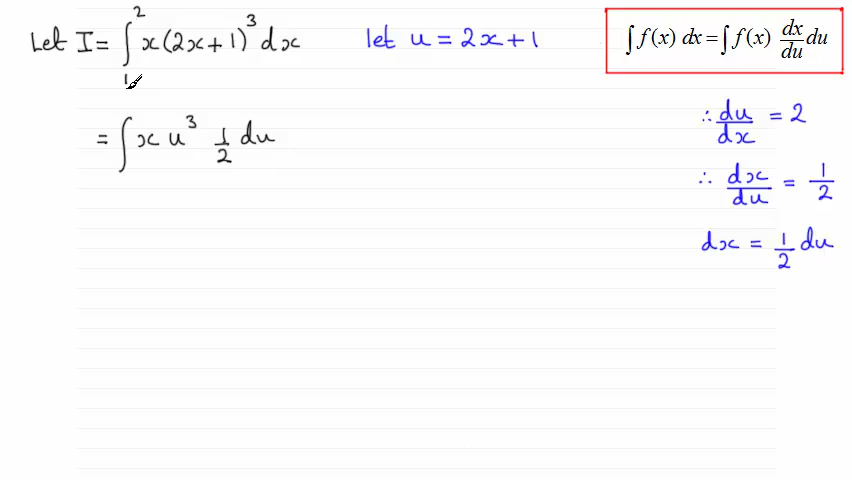 Let I = ∫₁² x(2x+1)³ dx
let u = 2x+1
∫ f(x) dx = ∫ f(x) dx/du du
= ∫ x u³ 1/2 du
∴ du/dx = 2
∴ dx/du = 1/2
dx = 1/2 du